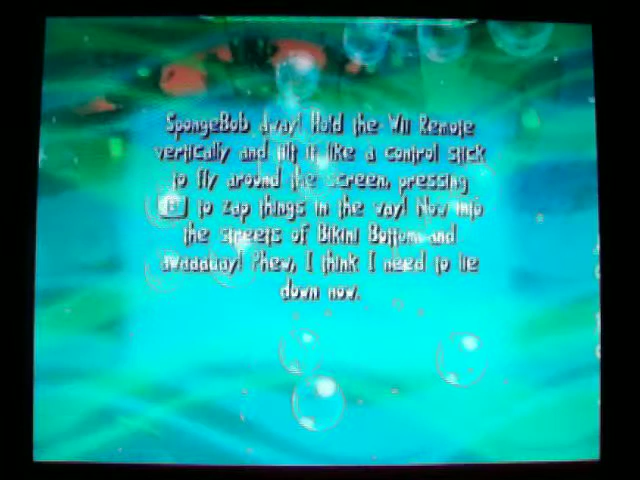 SpongeBob away! Hold the Wii Remote
vertically and tilt it like a control stick
to fly around the screen, pressing
B to zap things in the way! Now into
the streets of Bikini Bottom and
awaaaay! Phew, I think I need to lie
down now.